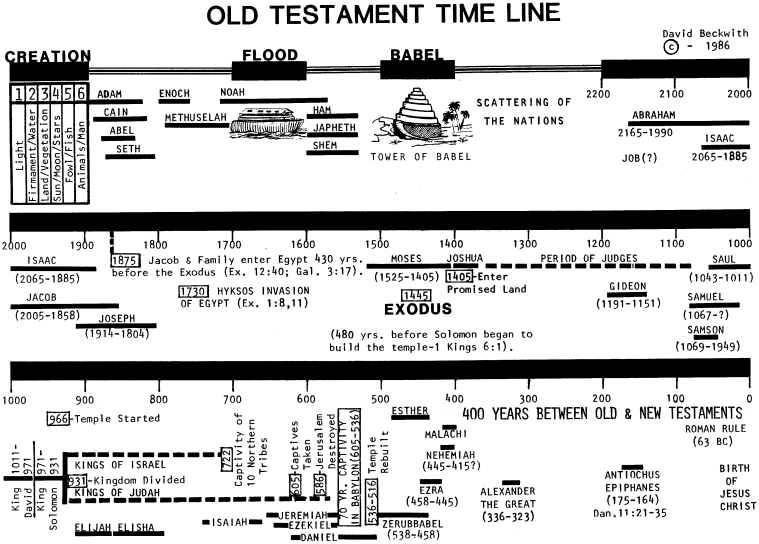 OLD TESTAMENT TIME LINE
David Beckwith
© - 1986
CREATION
FLOOD
BABEL
1 2 3 4 5 6
Light
Firmament/Water
Land/Vegetation
Sun/Moon/Stars
Fowl/Fish
Animals/Man
ADAM
CAIN
ABEL
SETH
ENOCH
METHUSELAH
NOAH
HAM
JAPHETH
SHEM
TOWER OF BABEL
SCATTERING OF
THE NATIONS
2200 2100 2000
ABRAHAM
2165-1990
JOB(?)
ISAAC
2065-1885
2000 1900 1800 1700 1600 1500 1400 1300 1200 1100 1000
ISAAC
(2065-1885)
JACOB
(2005-1858)
JOSEPH
(1914-1804)
1875 Jacob & Family enter Egypt 430 yrs.
before the Exodus (Ex. 12:40; Gal. 3:17).
1730 HYKSOS INVASION
OF EGYPT (Ex. 1:8,11)
MOSES
(1525-1405)
JOSHUA
1405-Enter
Promised Land
1445
EXODUS
(480 yrs. before Solomon began to
build the temple-1 Kings 6:1).
PERIOD OF JUDGES
GIDEON
(1191-1151)
SAUL
(1043-1011)
SAMUEL
(1067-?)
SAMSON
(1069-1949)
1000 900 800 700 600 500 400 300 200 100 0
966-Temple Started
King 1011-
David 971
King 971-
Solomon 931
KINGS OF ISRAEL
931-Kingdom Divided
KINGS OF JUDAH
ELIJAH ELISHA
722 Captivity of
10 Northern
Tribes
605-Captives
Taken
586-Jerusalem
Destroyed
70 YR. CAPTIVITY
IN BABYLON(605-536)
536-516 Temple
Rebuilt
ISAIAH
JEREMIAH
EZEKIEL
DANIEL
ESTHER
MALACHI
NEHEMIAH
(445-415?)
EZRA
(458-445)
ZERUBBABEL
(538-458)
400 YEARS BETWEEN OLD & NEW TESTAMENTS
ALEXANDER
THE GREAT
(336-323)
ANTIOCHUS
EPIPHANES
(175-164)
Dan.11:21-35
ROMAN RULE
(63 BC)
BIRTH
OF
JESUS
CHRIST